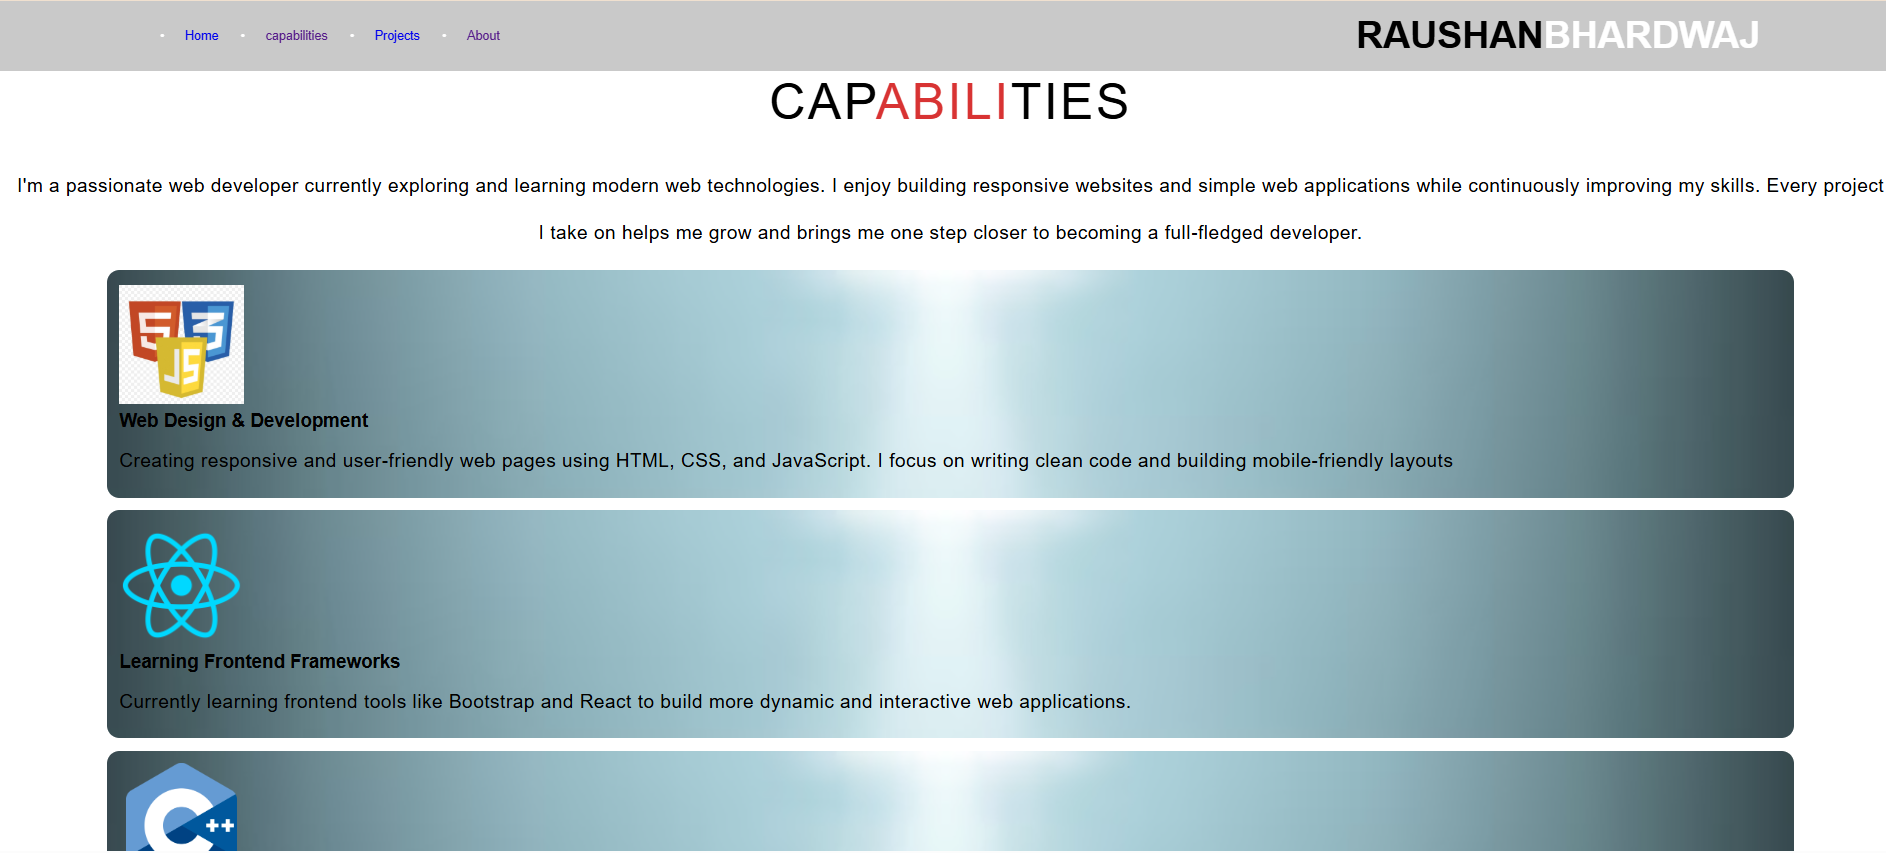 Home
capabilities
Projects
About
RAUSHANBHARDWAJ
CAPABILITIES
I'm a passionate web developer currently exploring and learning modern web technologies. I enjoy building responsive websites and simple web applications while continuously improving my skills. Every project
I take on helps me grow and brings me one step closer to becoming a full-fledged developer.
5 3
JS
Web Design & Development
Creating responsive and user-friendly web pages using HTML, CSS, and JavaScript. I focus on writing clean code and building mobile-friendly layouts
Learning Frontend Frameworks
Currently learning frontend tools like Bootstrap and React to build more dynamic and interactive web applications.
C++